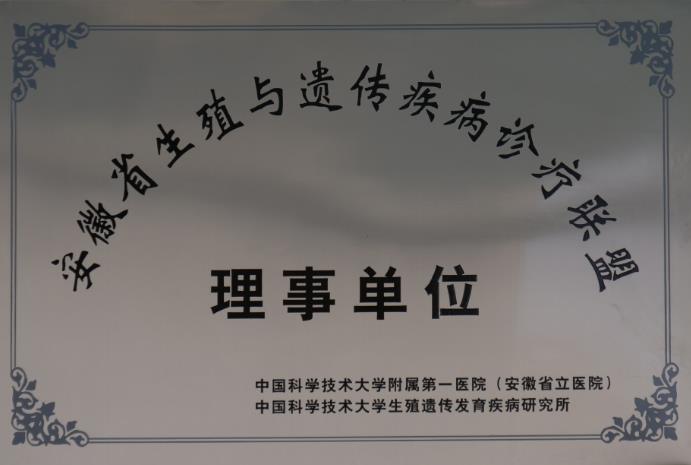 安徽省生殖与遗传疾病诊疗联盟
理事单位
中国科学技术大学附属第一医院（安徽省立医院）
中国科学技术大学生殖遗传发育疾病研究所